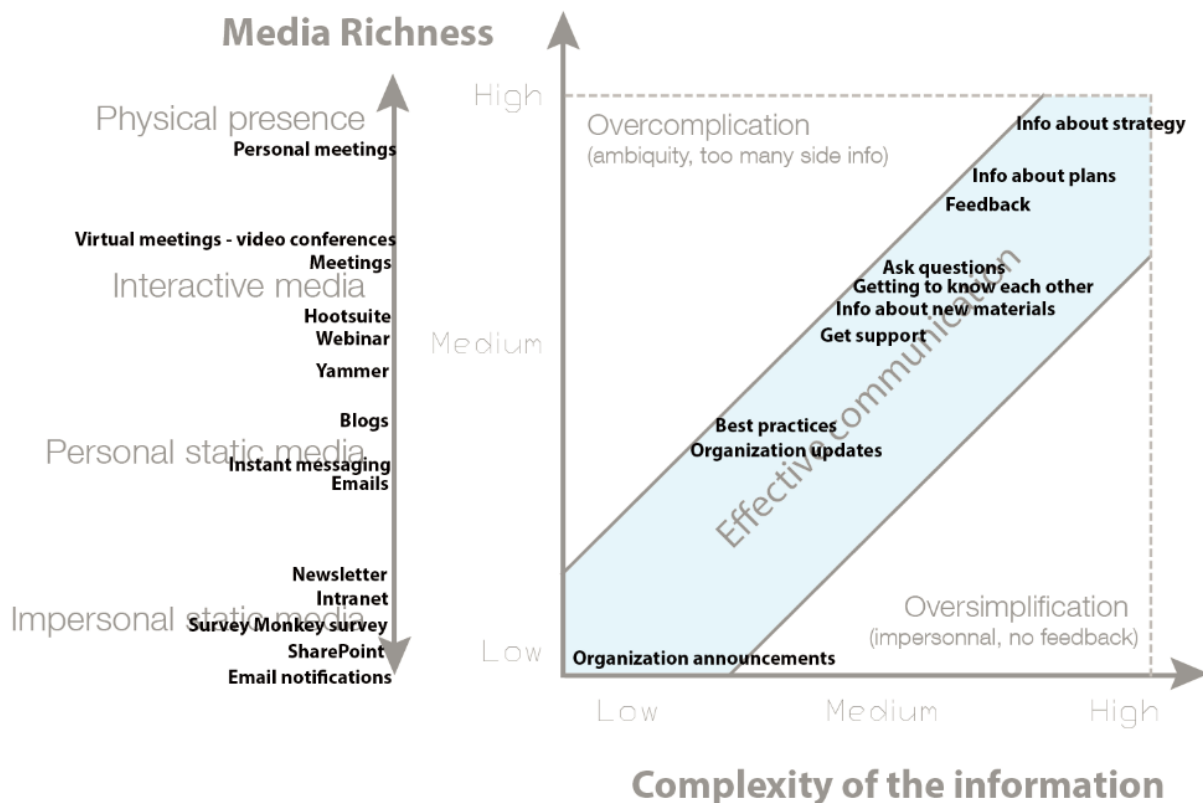 Media Richness
Physical presence
Personal meetings
Virtual meetings - video conferences
Meetings
Interactive media
Hootsuite
Webinar
Yammer
Blogs
Personal static media
Instant messaging
Emails
Newsletter
Intranet
Impersonal static media
Survey Monkey survey
SharePoint
Email notifications
High
Medium
Low
Overcomplication
(ambiquity, too many side info)
Info about strategy
Info about plans
Feedback
Ask questions
Getting to know each other
Info about new materials
Get support
Best practices
Organization updates
Effective communication
Oversimplification
(impersonnal, no feedback)
Organization announcements
Low Medium High
Complexity of the information